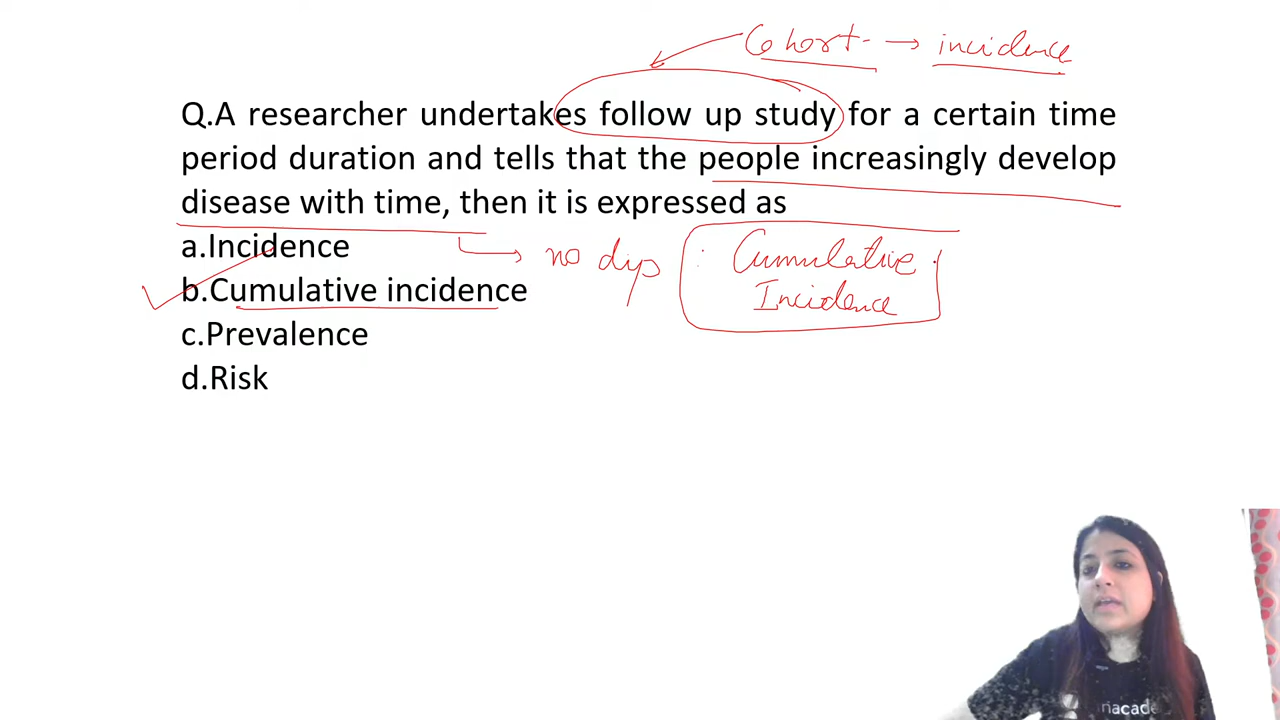 Cohort → incidence
Q.A researcher undertakes follow up study for a certain time
period duration and tells that the people increasingly develop
disease with time, then it is expressed as
a.Incidence
no dip
Cumulative
b.Cumulative incidence
Incidence
c.Prevalence
d.Risk